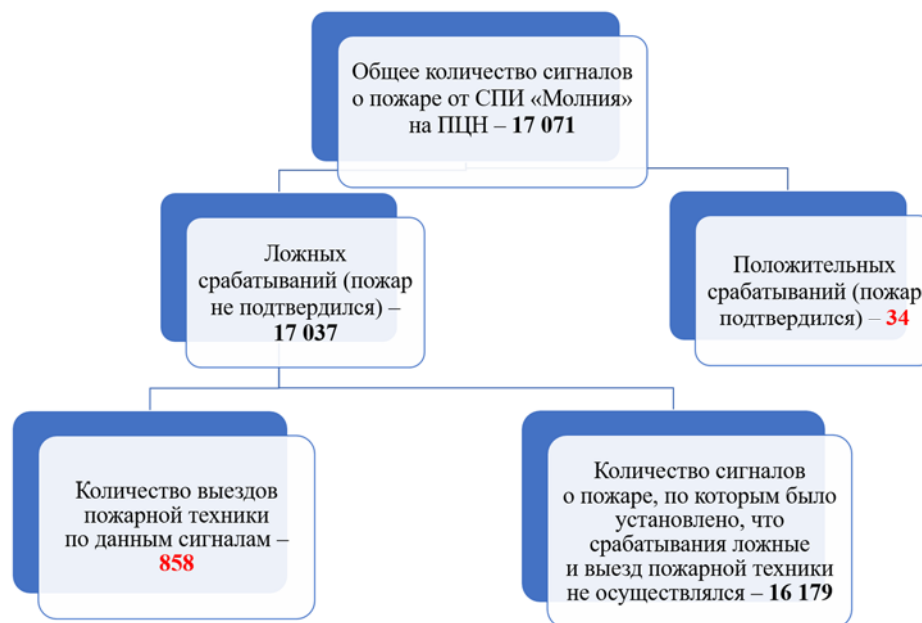 Общее количество сигналов
о пожаре от СПИ «Молния»
на ПЦН – 17 071
Ложных
срабатываний (пожар
не подтвердился) –
17 037
Положительных
срабатываний (пожар
подтвердился) – 34
Количество выездов
пожарной техники
по данным сигналам –
858
Количество сигналов
о пожаре, по которым было
установлено, что
срабатывания ложные
и выезд пожарной техники
не осуществлялся – 16 179